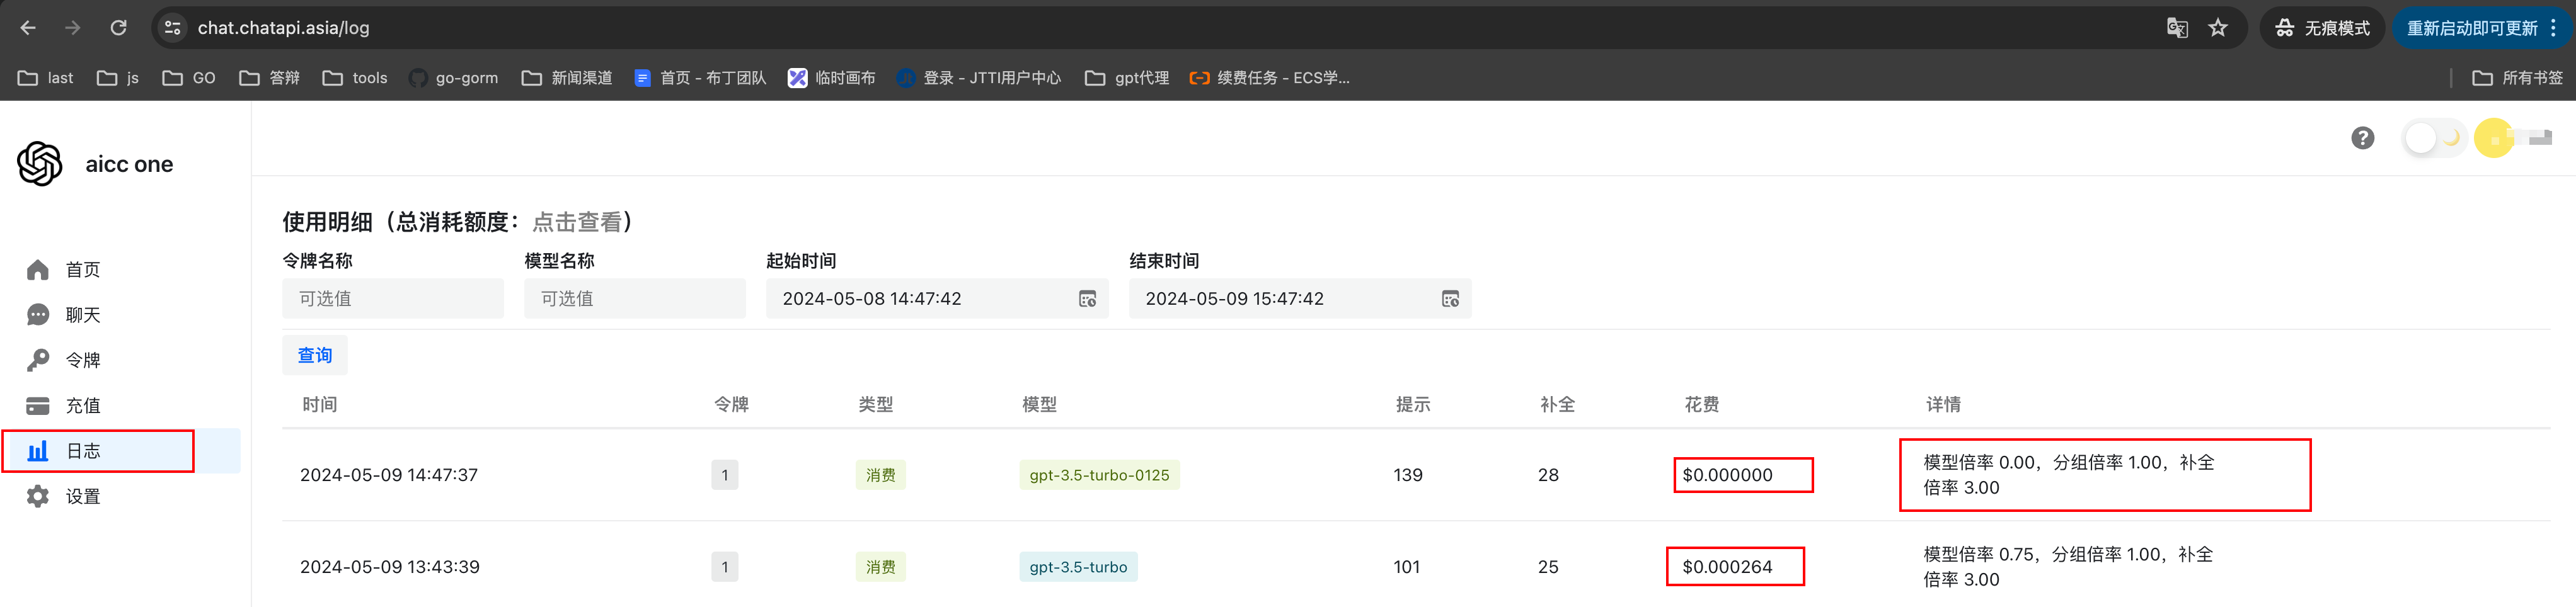 chat.chatapi.asia/log
无痕模式
重新启动即可更新
last js GO 答辩 tools go-gorm 新闻渠道 首页 - 布丁团队 临时画布 登录 - JTTI用户中心 gpt代理 续费任务 - ECS学... 所有书签
aicc one
首页
聊天
令牌
充值
日志
设置
使用明细（总消耗额度：点击查看）
令牌名称 模型名称 起始时间 结束时间
可选值 可选值 2024-05-08 14:47:42 2024-05-09 15:47:42
查询
时间 令牌 类型 模型 提示 补全 花费 详情
2024-05-09 14:47:37 1 消费 gpt-3.5-turbo-0125 139 28 $0.000000 模型倍率 0.00，分组倍率 1.00，补全
倍率 3.00
2024-05-09 13:43:39 1 消费 gpt-3.5-turbo 101 25 $0.000264 模型倍率 0.75，分组倍率 1.00，补全
倍率 3.00